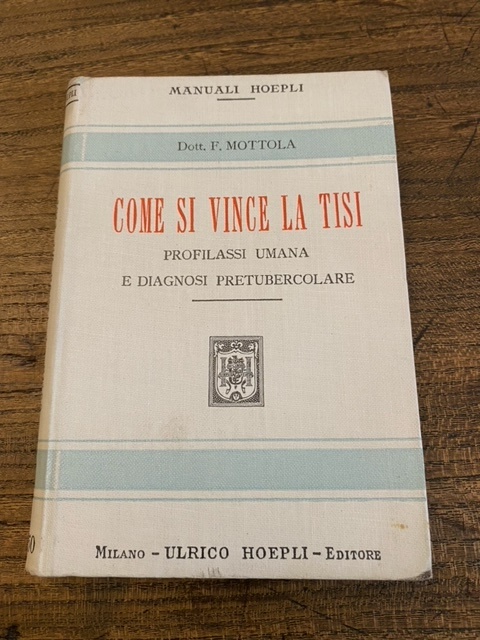 MANUALI HOEPLI
Dott. F. MOTTOLA
COME SI VINCE LA TISI
PROFILASSI UMANA
E DIAGNOSI PRETUBERCOLARE
MILANO – ULRICO HOEPLI – EDITORE